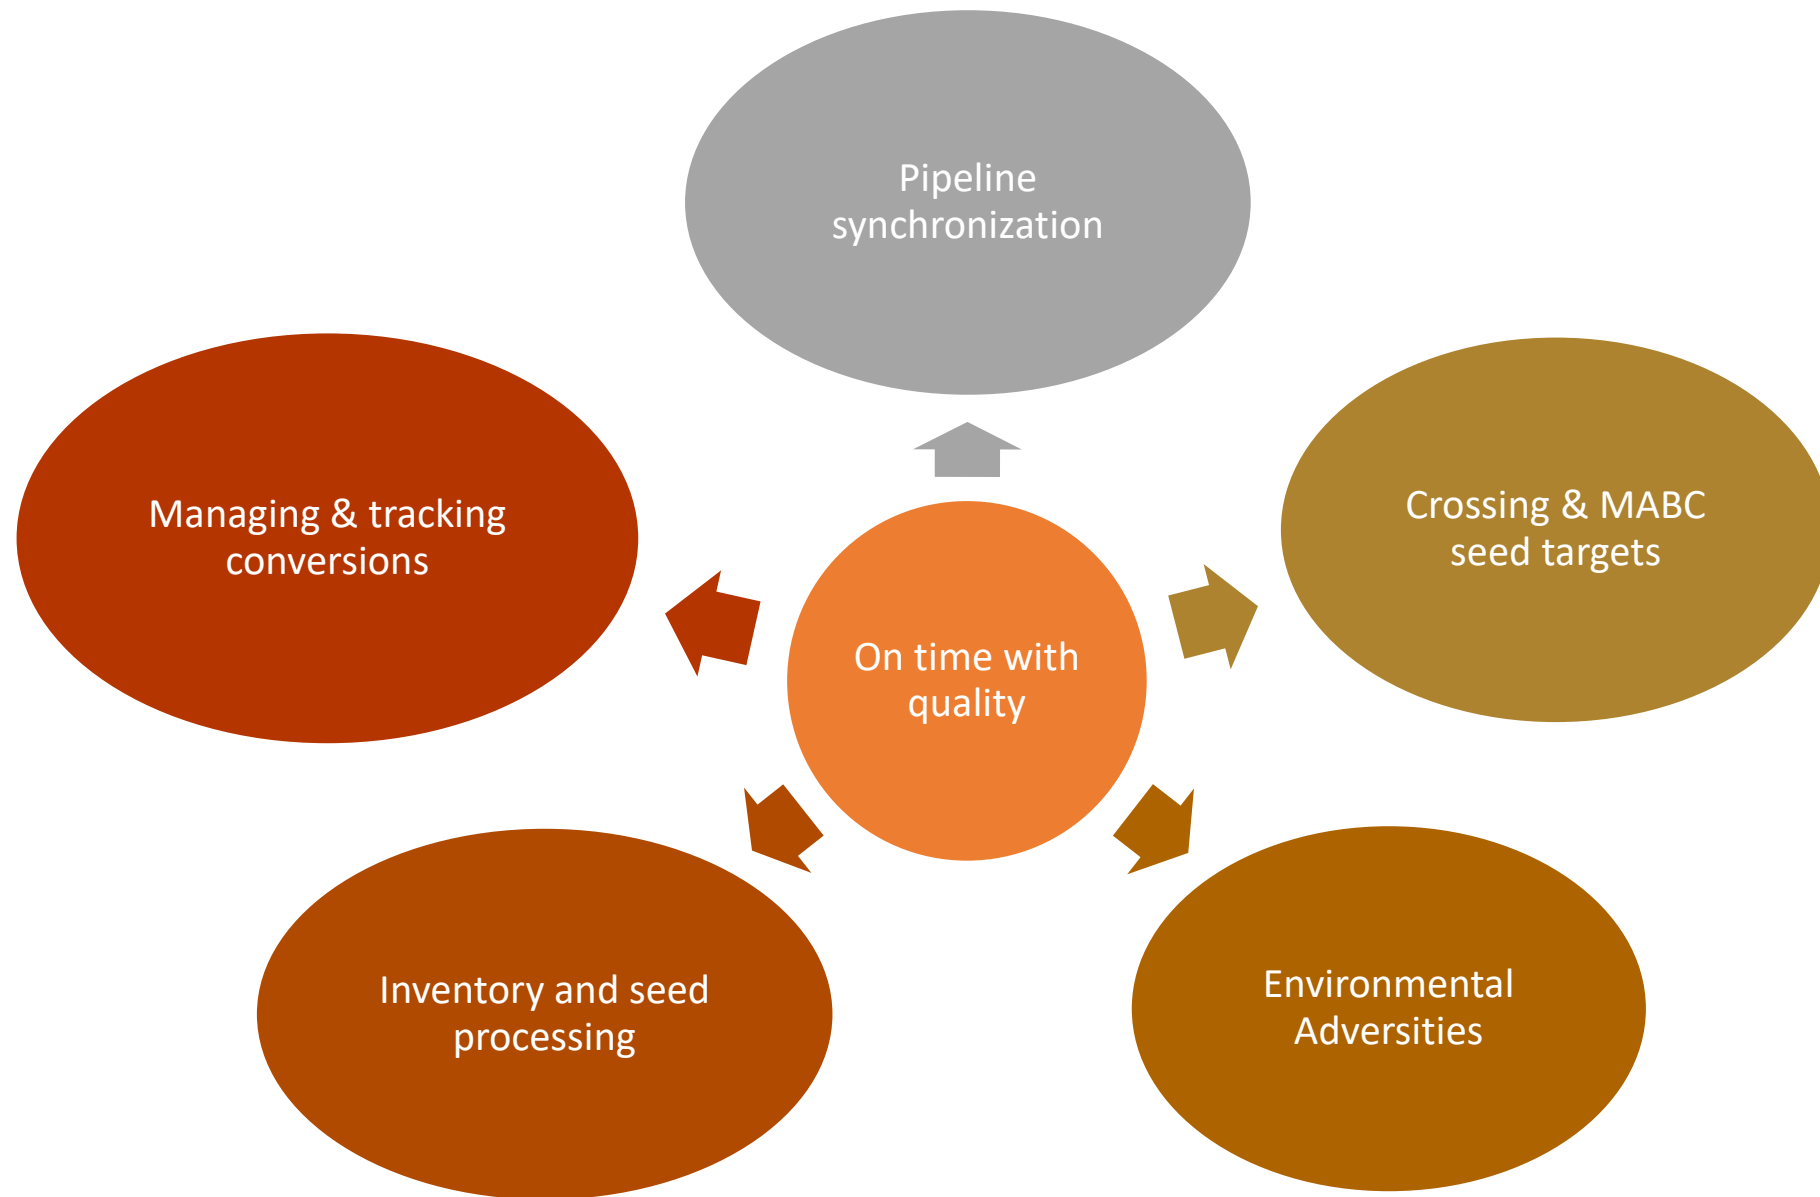 Pipeline
synchronization
Managing & tracking
conversions
Crossing & MABC
seed targets
On time with
quality
Inventory and seed
processing
Environmental
Adversities